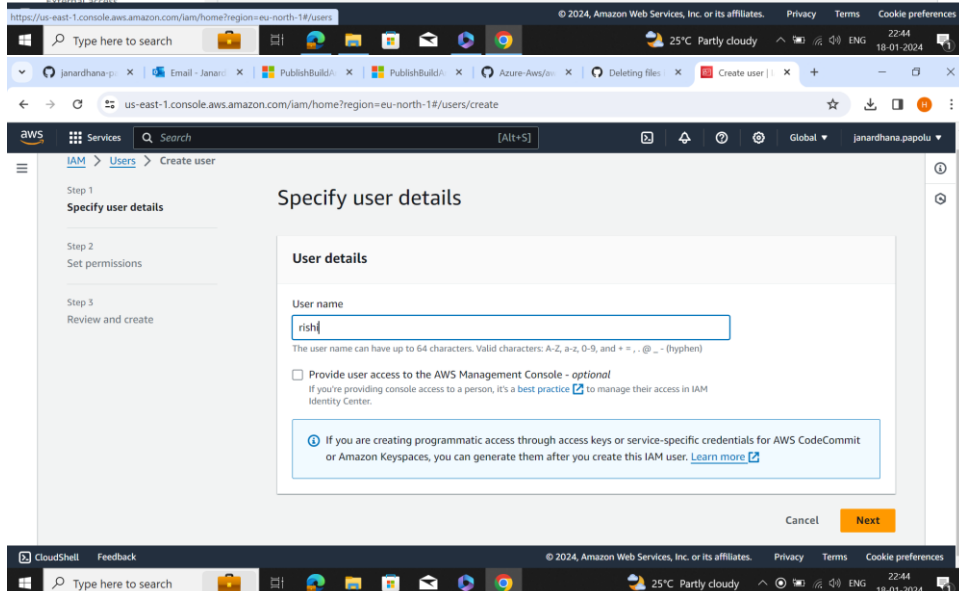 External access
https://us-east-1.console.aws.amazon.com/iam/home?region=eu-north-1#/users
© 2024, Amazon Web Services, Inc. or its affiliates. Privacy Terms Cookie preferences
Type here to search 25°C Partly cloudy ENG 22:44
18-01-2024
janardhana-p Email - Janard PublishBuildA PublishBuildA Azure-Aws/a Deleting files Create user |
us-east-1.console.aws.amazon.com/iam/home?region=eu-north-1#/users/create H
aws Services Search [Alt+S] Global janardhana.papolu
IAM > Users > Create user
Step 1
Specify user details
Step 2
Set permissions
Step 3
Review and create
Specify user details
User details
User name
rishi
The user name can have up to 64 characters. Valid characters: A-Z, a-z, 0-9, and + = , . @ _ - (hyphen)
Provide user access to the AWS Management Console - optional
If you're providing console access to a person, it's a best practice to manage their access in IAM
Identity Center.
If you are creating programmatic access through access keys or service-specific credentials for AWS CodeCommit
or Amazon Keyspaces, you can generate them after you create this IAM user. Learn more
Cancel Next
CloudShell Feedback © 2024, Amazon Web Services, Inc. or its affiliates. Privacy Terms Cookie preferences
Type here to search 25°C Partly cloudy ENG 22:44
18-01-2024